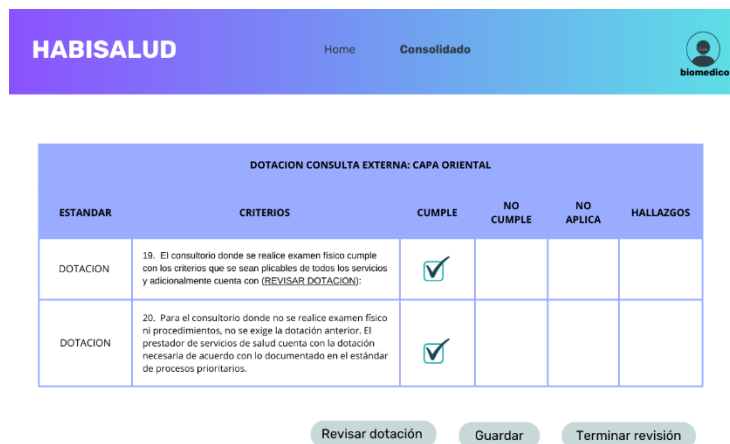 HABISALUD
Home
Consolidado
biomedico
DOTACION CONSULTA EXTERNA: CAPA ORIENTAL
ESTANDAR
CRITERIOS
CUMPLE
NO
CUMPLE
NO
APLICA
HALLAZGOS
DOTACION
19. El consultorio donde se realice examen físico cumple
con los criterios que se sean plicables de todos los servicios
y adicionalmente cuenta con (REVISAR DOTACION):
DOTACION
20. Para el consultorio donde no se realice examen físico
ni procedimientos, no se exige la dotación anterior. El
prestador de servicios de salud cuenta con la dotación
necesaria de acuerdo con lo documentado en el estándar
de procesos prioritarios.
Revisar dotación
Guardar
Terminar revisión